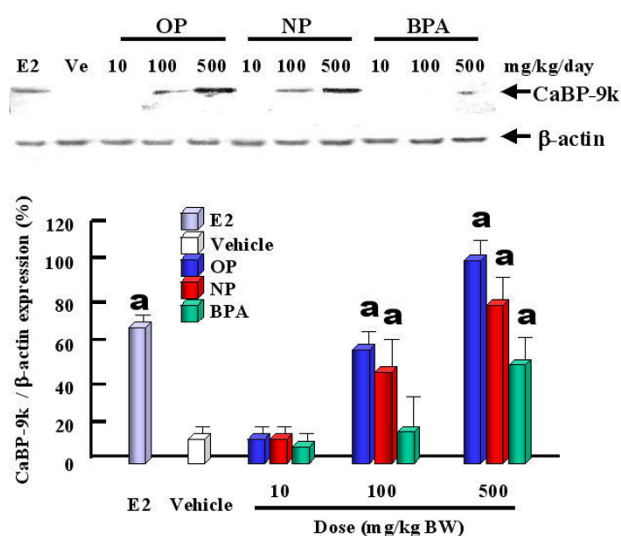 OP NP BPA
E2 Ve 10 100 500 10 100 500 10 100 500 mg/kg/day
CaBP-9k
β-actin
CaBP-9k / β-actin expression (%)
120
100
80
60
40
20
0
E2
Vehicle
OP
NP
BPA
a
a
a
a
a
a
E2 Vehicle 10 100 500
Dose (mg/kg BW)